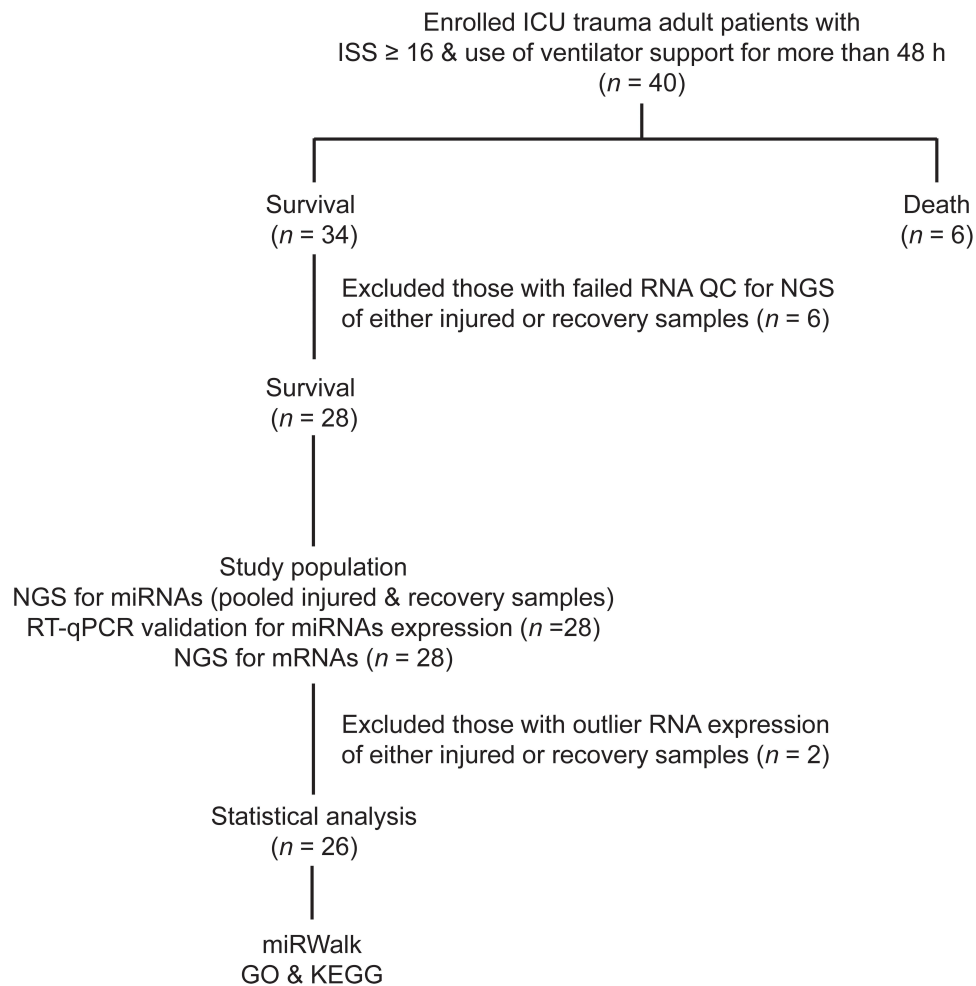 Enrolled ICU trauma adult patients with
ISS ≥ 16 & use of ventilator support for more than 48 h
(n = 40)
Survival
(n = 34)
Death
(n = 6)
Excluded those with failed RNA QC for NGS
of either injured or recovery samples (n = 6)
Survival
(n = 28)
Study population
NGS for miRNAs (pooled injured & recovery samples)
RT-qPCR validation for miRNAs expression (n =28)
NGS for mRNAs (n = 28)
Excluded those with outlier RNA expression
of either injured or recovery samples (n = 2)
Statistical analysis
(n = 26)
miRWalk
GO & KEGG